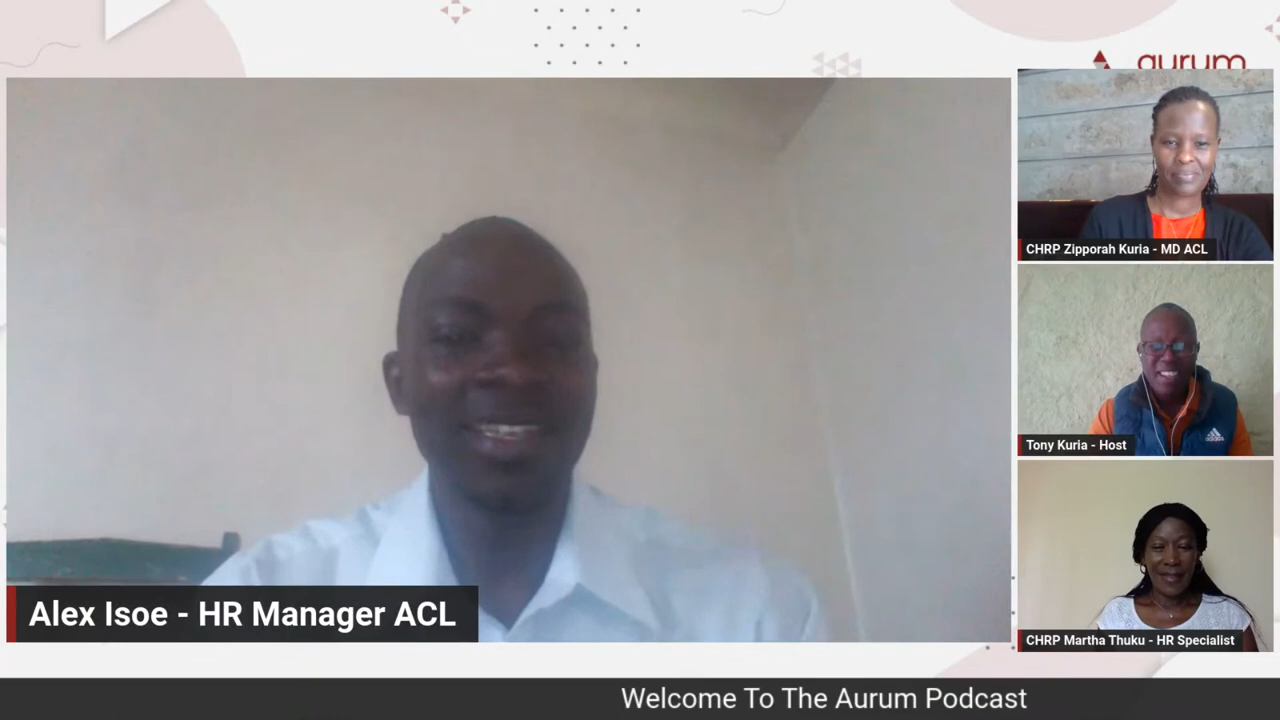 aurum
CHRP Zipporah Kuria - MD ACL
Tony Kuria - Host
adidas
Alex Isoe - HR Manager ACL
CHRP Martha Thuku - HR Specialist
Welcome To The Aurum Podcast